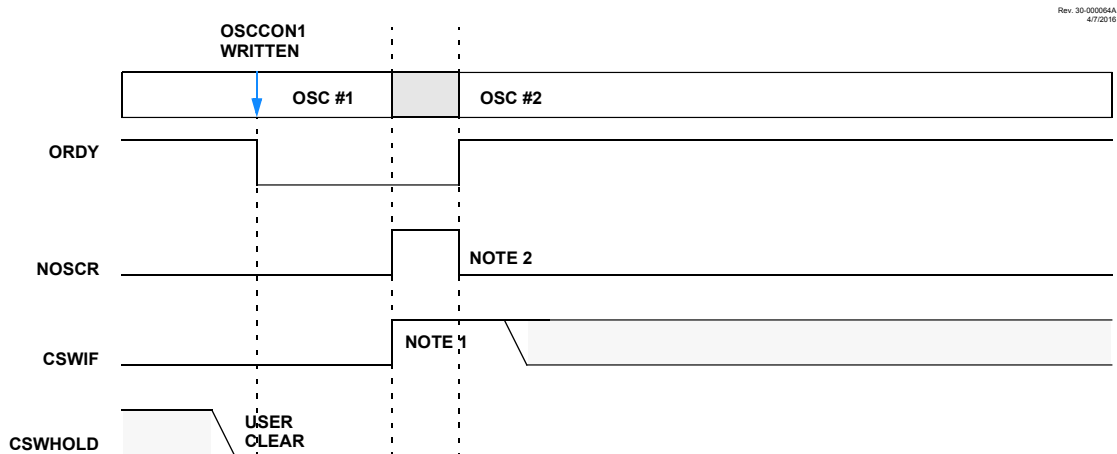 Rev. 30-000064A
4/7/2016
OSCCON1
WRITTEN
OSC #1
OSC #2
ORDY
NOSCR
NOTE 2
CSWIF
NOTE 1
CSWHOLD
USER
CLEAR